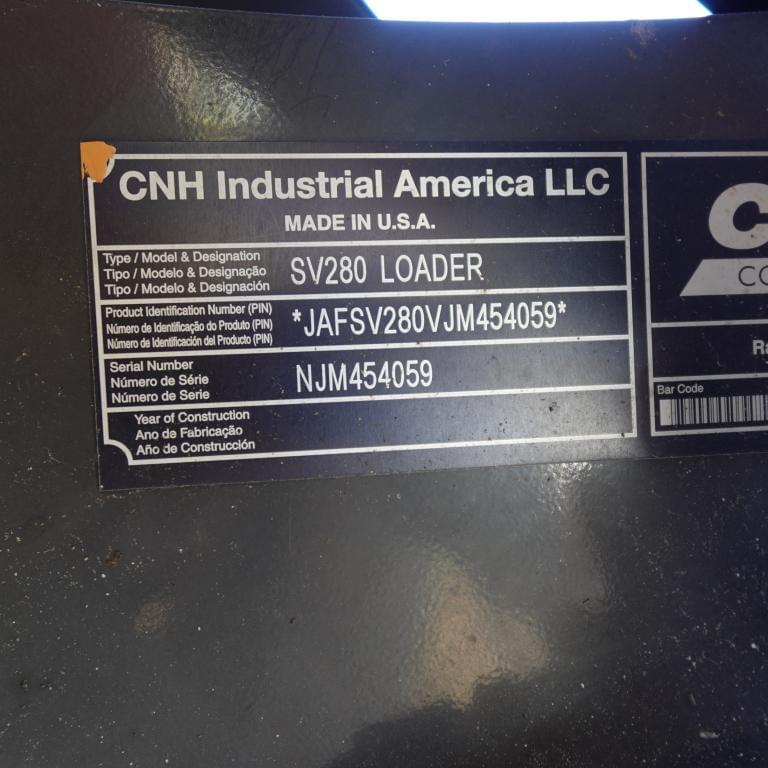 CNH Industrial America LLC
MADE IN U.S.A.
Type / Model & Designation
Tipo / Modelo & Designação
Tipo / Modelo & Designación
SV280 LOADER
Product Identification Number (PIN)
Número de Identificação do Produto (PIN)
Número de Identificación del Producto (PIN)
*JAFSV280VJM454059*
Serial Number
Número de Série
Número de Serie
NJM454059
Year of Construction
Ano de Fabricação
Año de Construcción
C
CO
Ra
Bar Code